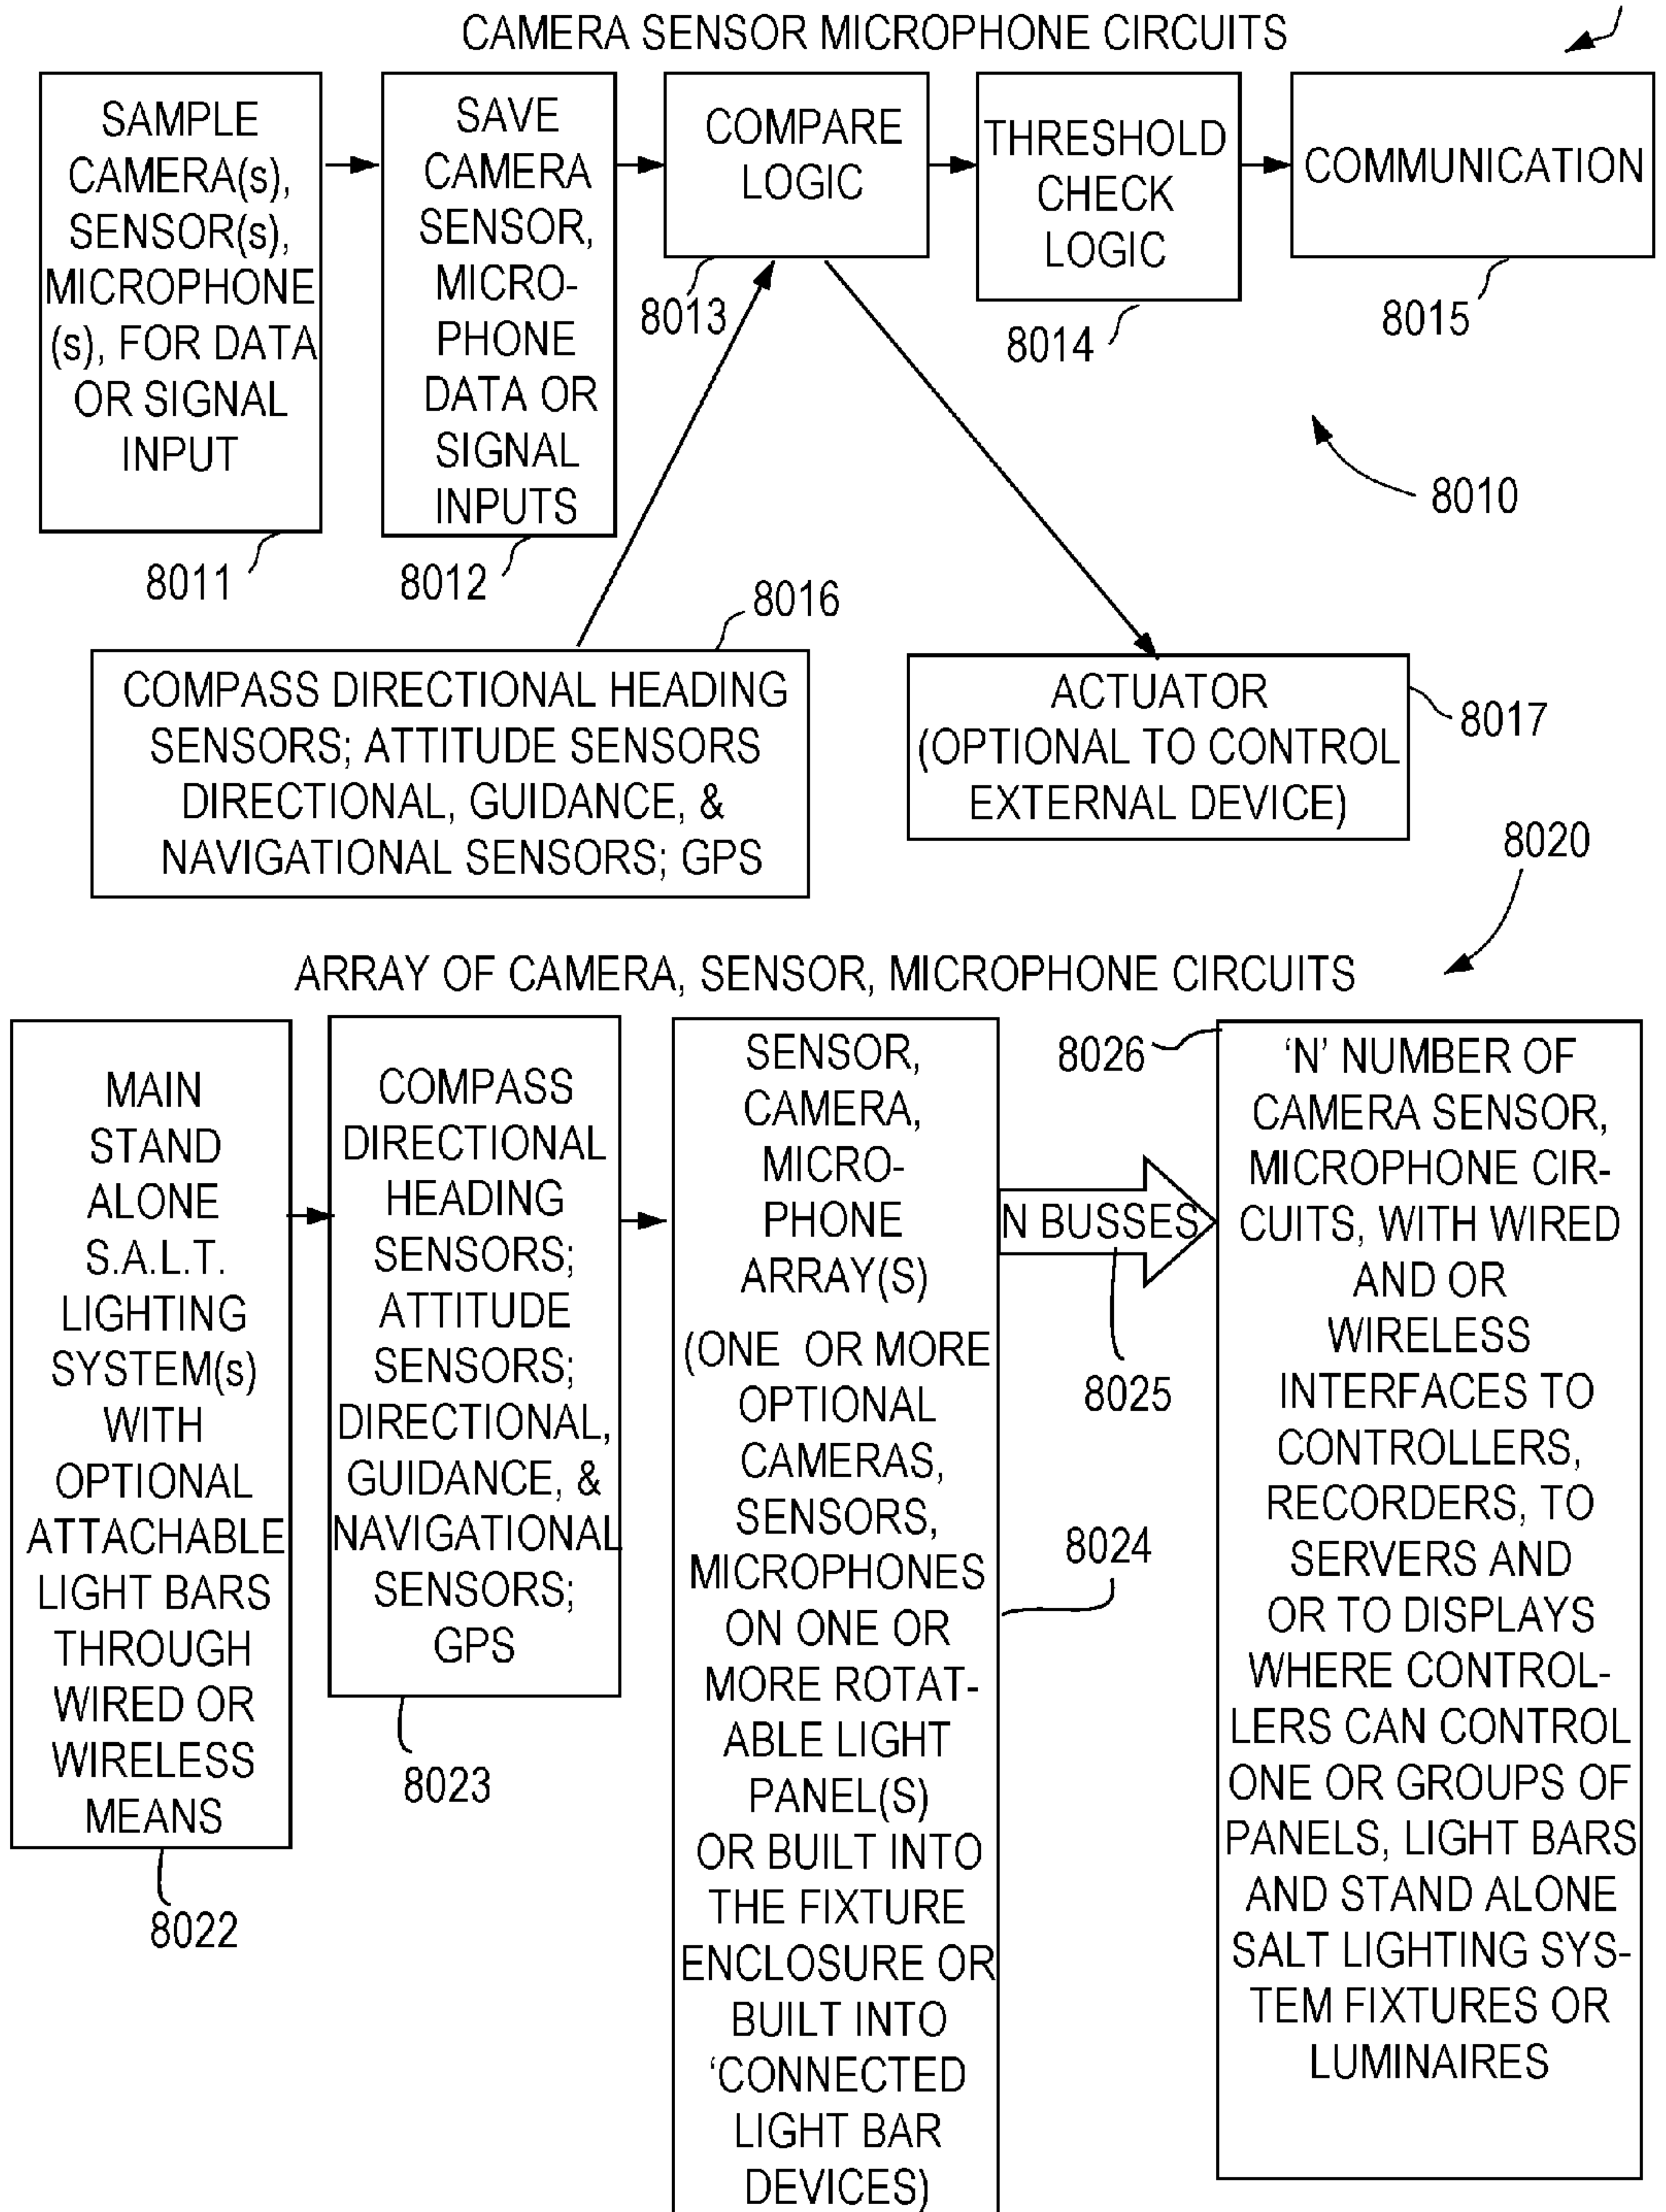 CAMERA SENSOR MICROPHONE CIRCUITS
SAMPLE
CAMERA(s),
SENSOR(s),
MICROPHONE
(s), FOR DATA
OR SIGNAL
INPUT
8011
SAVE
CAMERA
SENSOR,
MICRO-
PHONE
DATA OR
SIGNAL
INPUTS
8012
COMPARE
LOGIC
8013
THRESHOLD
CHECK
LOGIC
8014
COMMUNICATION
8015
8010
8016
COMPASS DIRECTIONAL HEADING
SENSORS; ATTITUDE SENSORS
DIRECTIONAL, GUIDANCE, &
NAVIGATIONAL SENSORS; GPS
ACTUATOR
(OPTIONAL TO CONTROL
EXTERNAL DEVICE)
8017
8020
ARRAY OF CAMERA, SENSOR, MICROPHONE CIRCUITS
MAIN
STAND
ALONE
S.A.L.T.
LIGHTING
SYSTEM(s)
WITH
OPTIONAL
ATTACHABLE
LIGHT BARS
THROUGH
WIRED OR
WIRELESS
MEANS
8022
COMPASS
DIRECTIONAL
HEADING
SENSORS;
ATTITUDE
SENSORS;
DIRECTIONAL,
GUIDANCE, &
NAVIGATIONAL
SENSORS;
GPS
8023
SENSOR,
CAMERA,
MICRO-
PHONE
ARRAY(S)
(ONE OR MORE
OPTIONAL
CAMERAS,
SENSORS,
MICROPHONES
ON ONE OR
MORE ROTAT-
ABLE LIGHT
PANEL(S)
OR BUILT INTO
THE FIXTURE
ENCLOSURE OR
BUILT INTO
‘CONNECTED
LIGHT BAR
DEVICES)
8024
N BUSSES
8025
8026
‘N’ NUMBER OF
CAMERA SENSOR,
MICROPHONE CIR-
CUITS, WITH WIRED
AND OR
WIRELESS
INTERFACES TO
CONTROLLERS,
RECORDERS, TO
SERVERS AND
OR TO DISPLAYS
WHERE CONTROL-
LERS CAN CONTROL
ONE OR GROUPS OF
PANELS, LIGHT BARS
AND STAND ALONE
SALT LIGHTING SYS-
TEM FIXTURES OR
LUMINAIRES